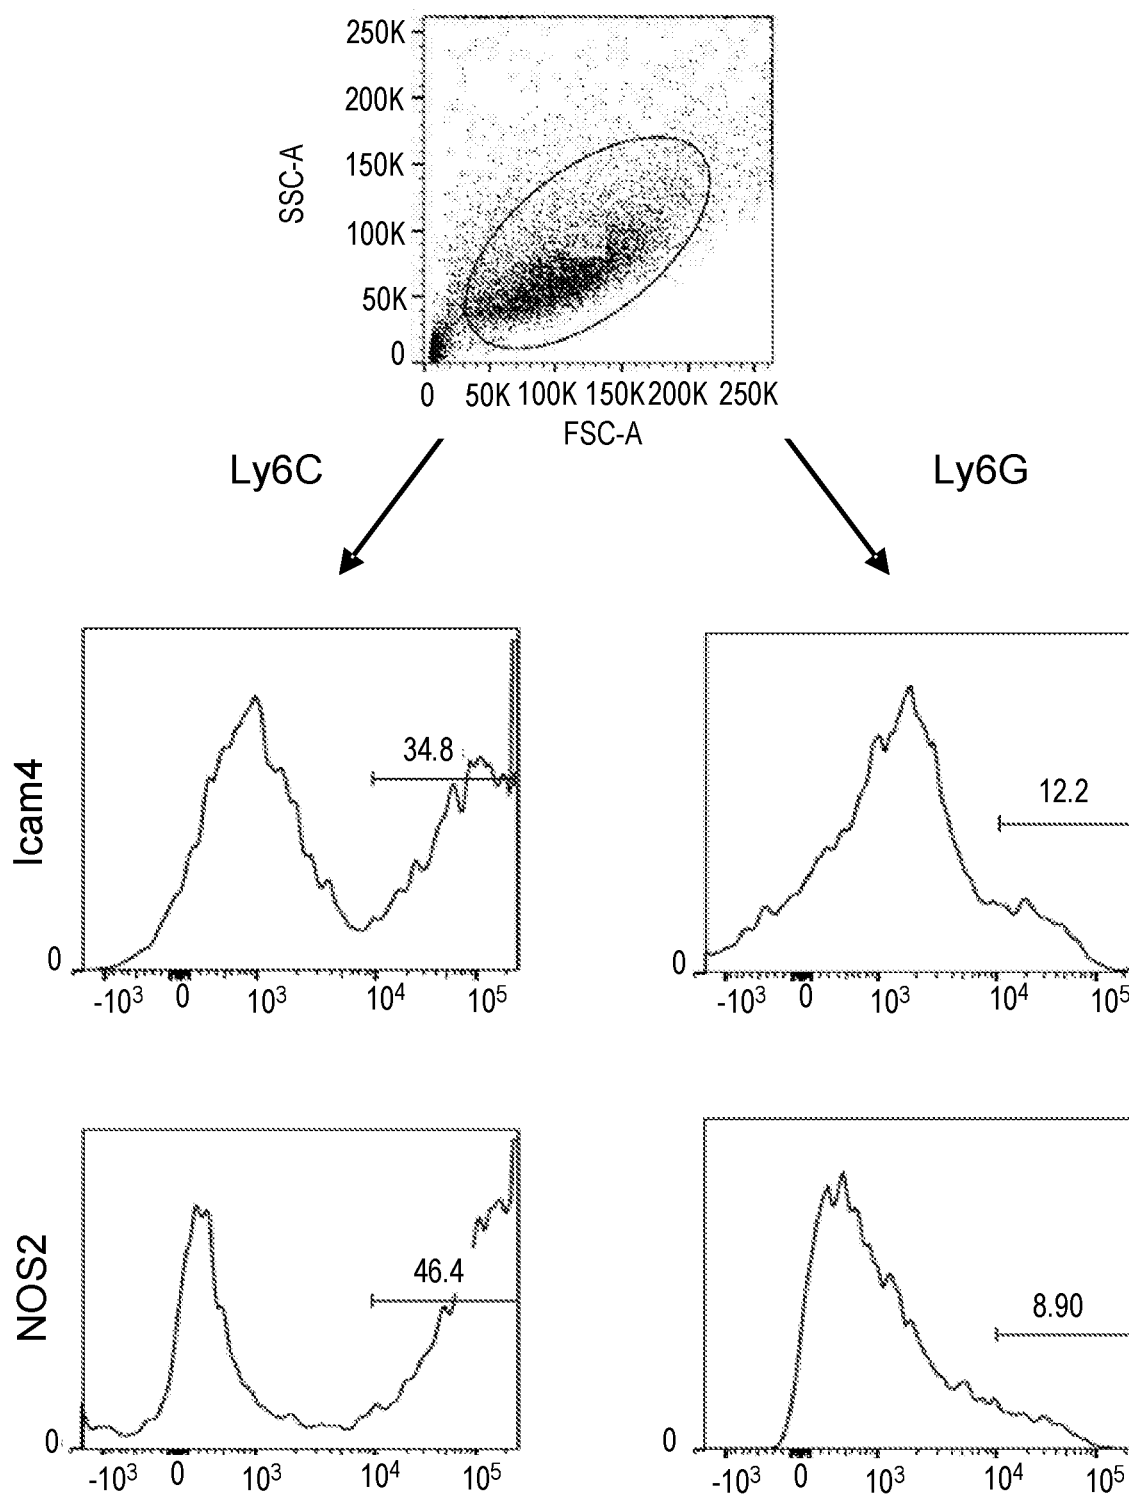 250K
200K
150K
100K
50K
0
SSC-A
0 50K 100K 150K 200K 250K
FSC-A
Ly6C
Ly6G
Icam4
34.8
0
-10³ 0 10³ 10⁴ 10⁵
12.2
0
-10³ 0 10³ 10⁴ 10⁵
NOS2
46.4
0
-10³ 0 10³ 10⁴ 10⁵
8.90
0
-10³ 0 10³ 10⁴ 10⁵